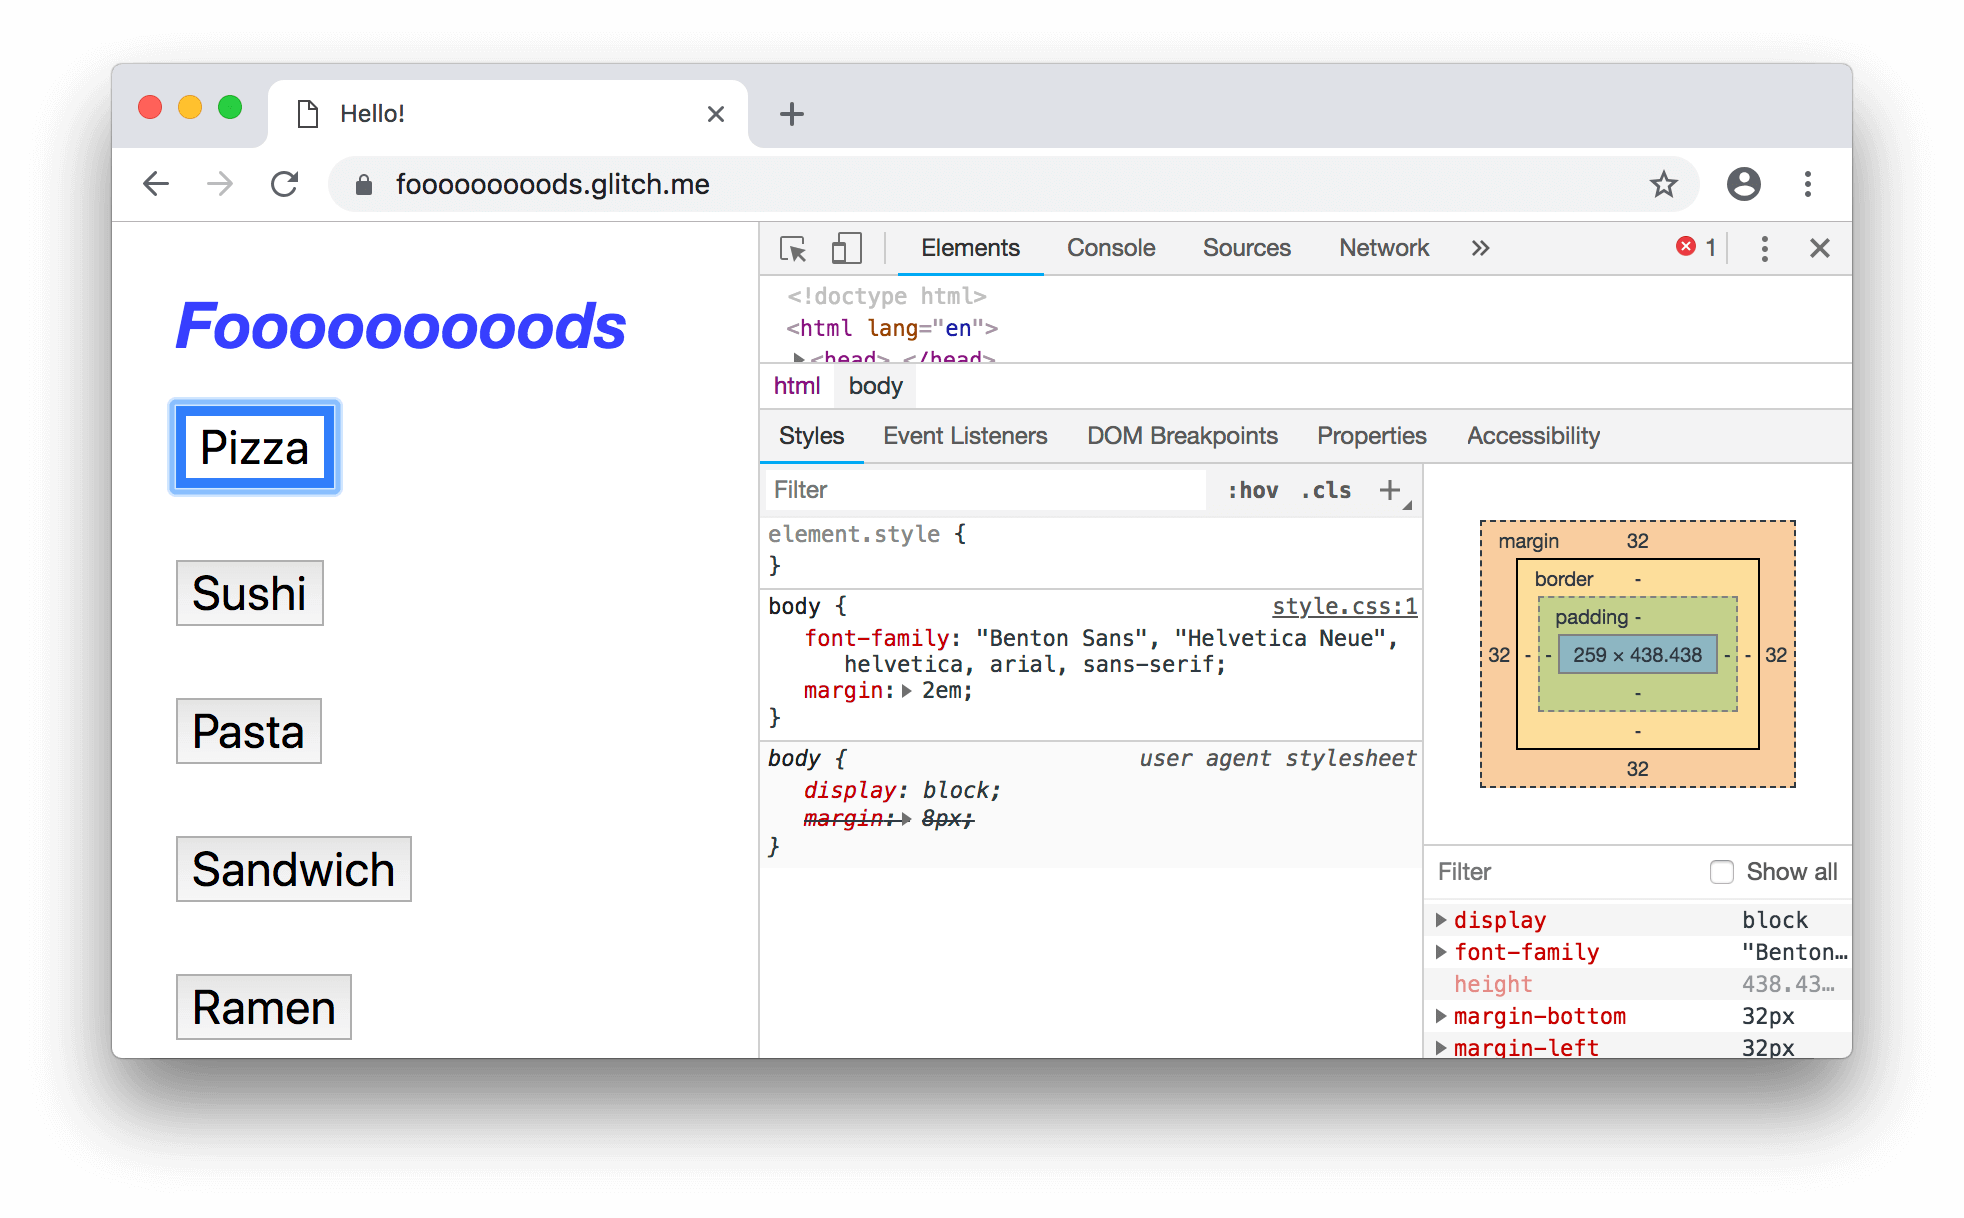 Hello!
foooooooooods.glitch.me
Foooooooooods
Pizza
Sushi
Pasta
Sandwich
Ramen
Elements Console Sources Network » 1
<!doctype html>
<html lang="en">
<head> </head>
html body
Styles Event Listeners DOM Breakpoints Properties Accessibility
Filter :hov .cls +
element.style {
}
body { style.css:1
font-family: "Benton Sans", "Helvetica Neue",
helvetica, arial, sans-serif;
margin: 2em;
}
body { user agent stylesheet
display: block;
margin: 8px;
}
margin 32
border -
padding -
32 - - 259 × 438.438 - - 32
-
-
32
Filter Show all
display block
font-family "Benton…
height 438.43…
margin-bottom 32px
margin-left 32px